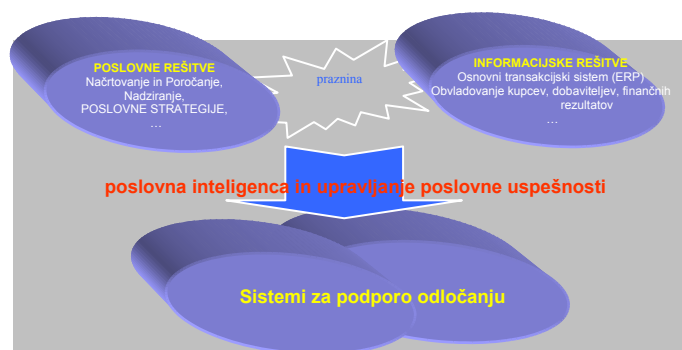 POSLOVNE REŠITVE
Načrtovanje in Poročanje,
Nadziranje,
POSLOVNE STRATEGIJE,
…
praznina
INFORMACIJSKE REŠITVE
Osnovni transakcijski sistem (ERP)
Obvladovanje kupcev, dobaviteljev, finančnih
rezultatov
…
poslovna inteligenca in upravljanje poslovne uspešnosti
Sistemi za podporo odločanju